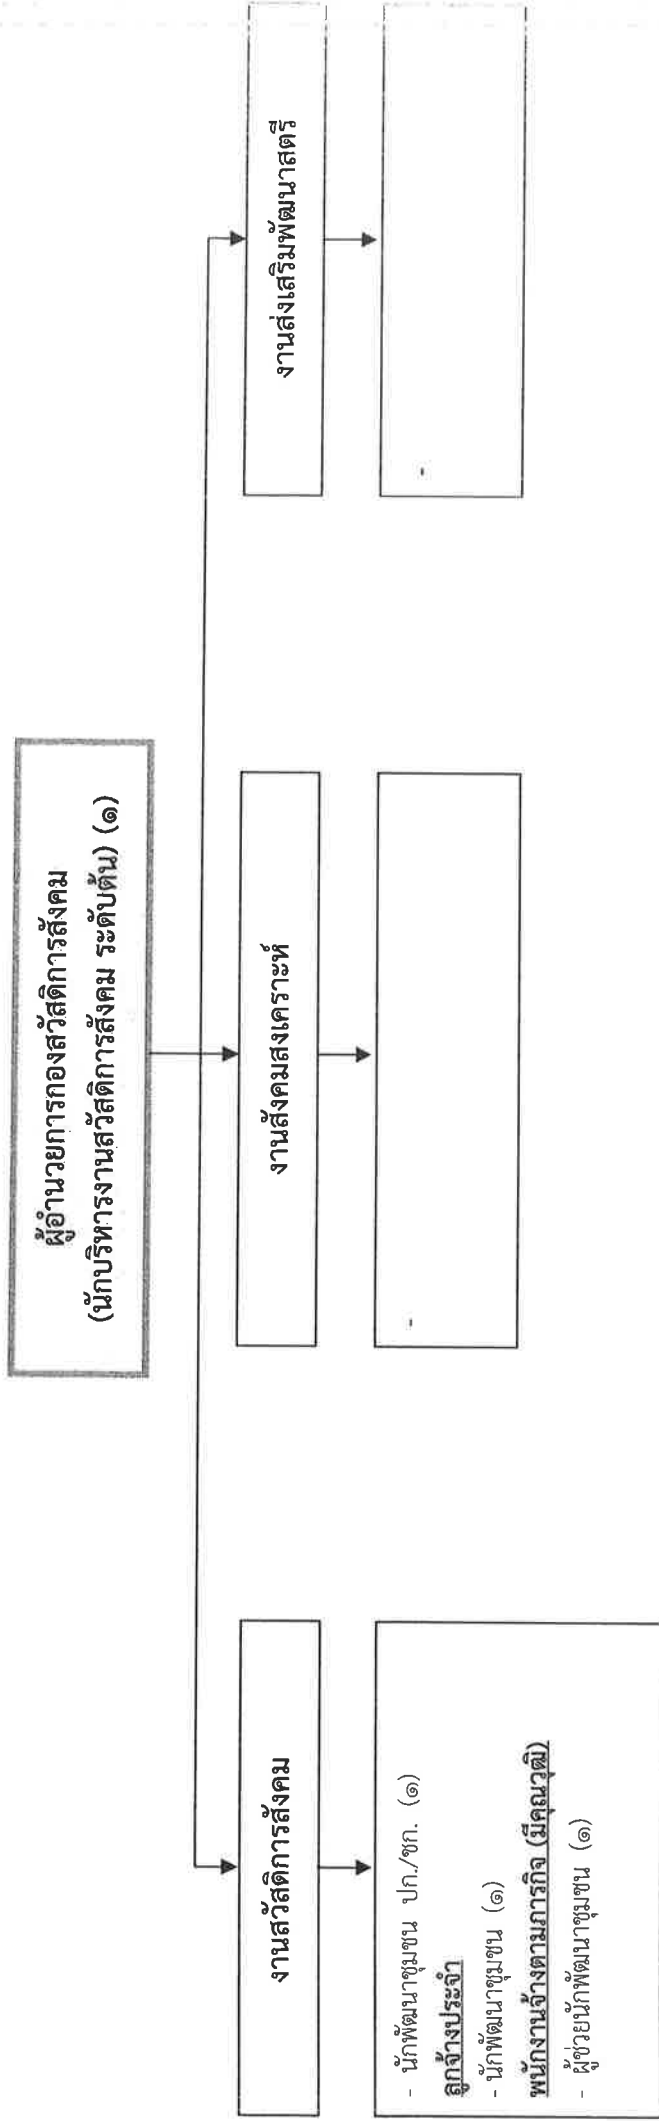 ผู้อำนวยการกองสวัสดิการสังคม
(นักบริหารงานสวัสดิการสังคม ระดับต้น) (๑)
งานสวัสดิการสังคม
งานสังคมสงเคราะห์
งานส่งเสริมพัฒนาสตรี
- นักพัฒนาชุมชน ปก./ชก. (๑)
ลูกจ้างประจำ
- นักพัฒนาชุมชน (๑)
พนักงานจ้างตามภารกิจ (มีคุณวุฒิ)
- ผู้ช่วยนักพัฒนาชุมชน (๑)
-
-